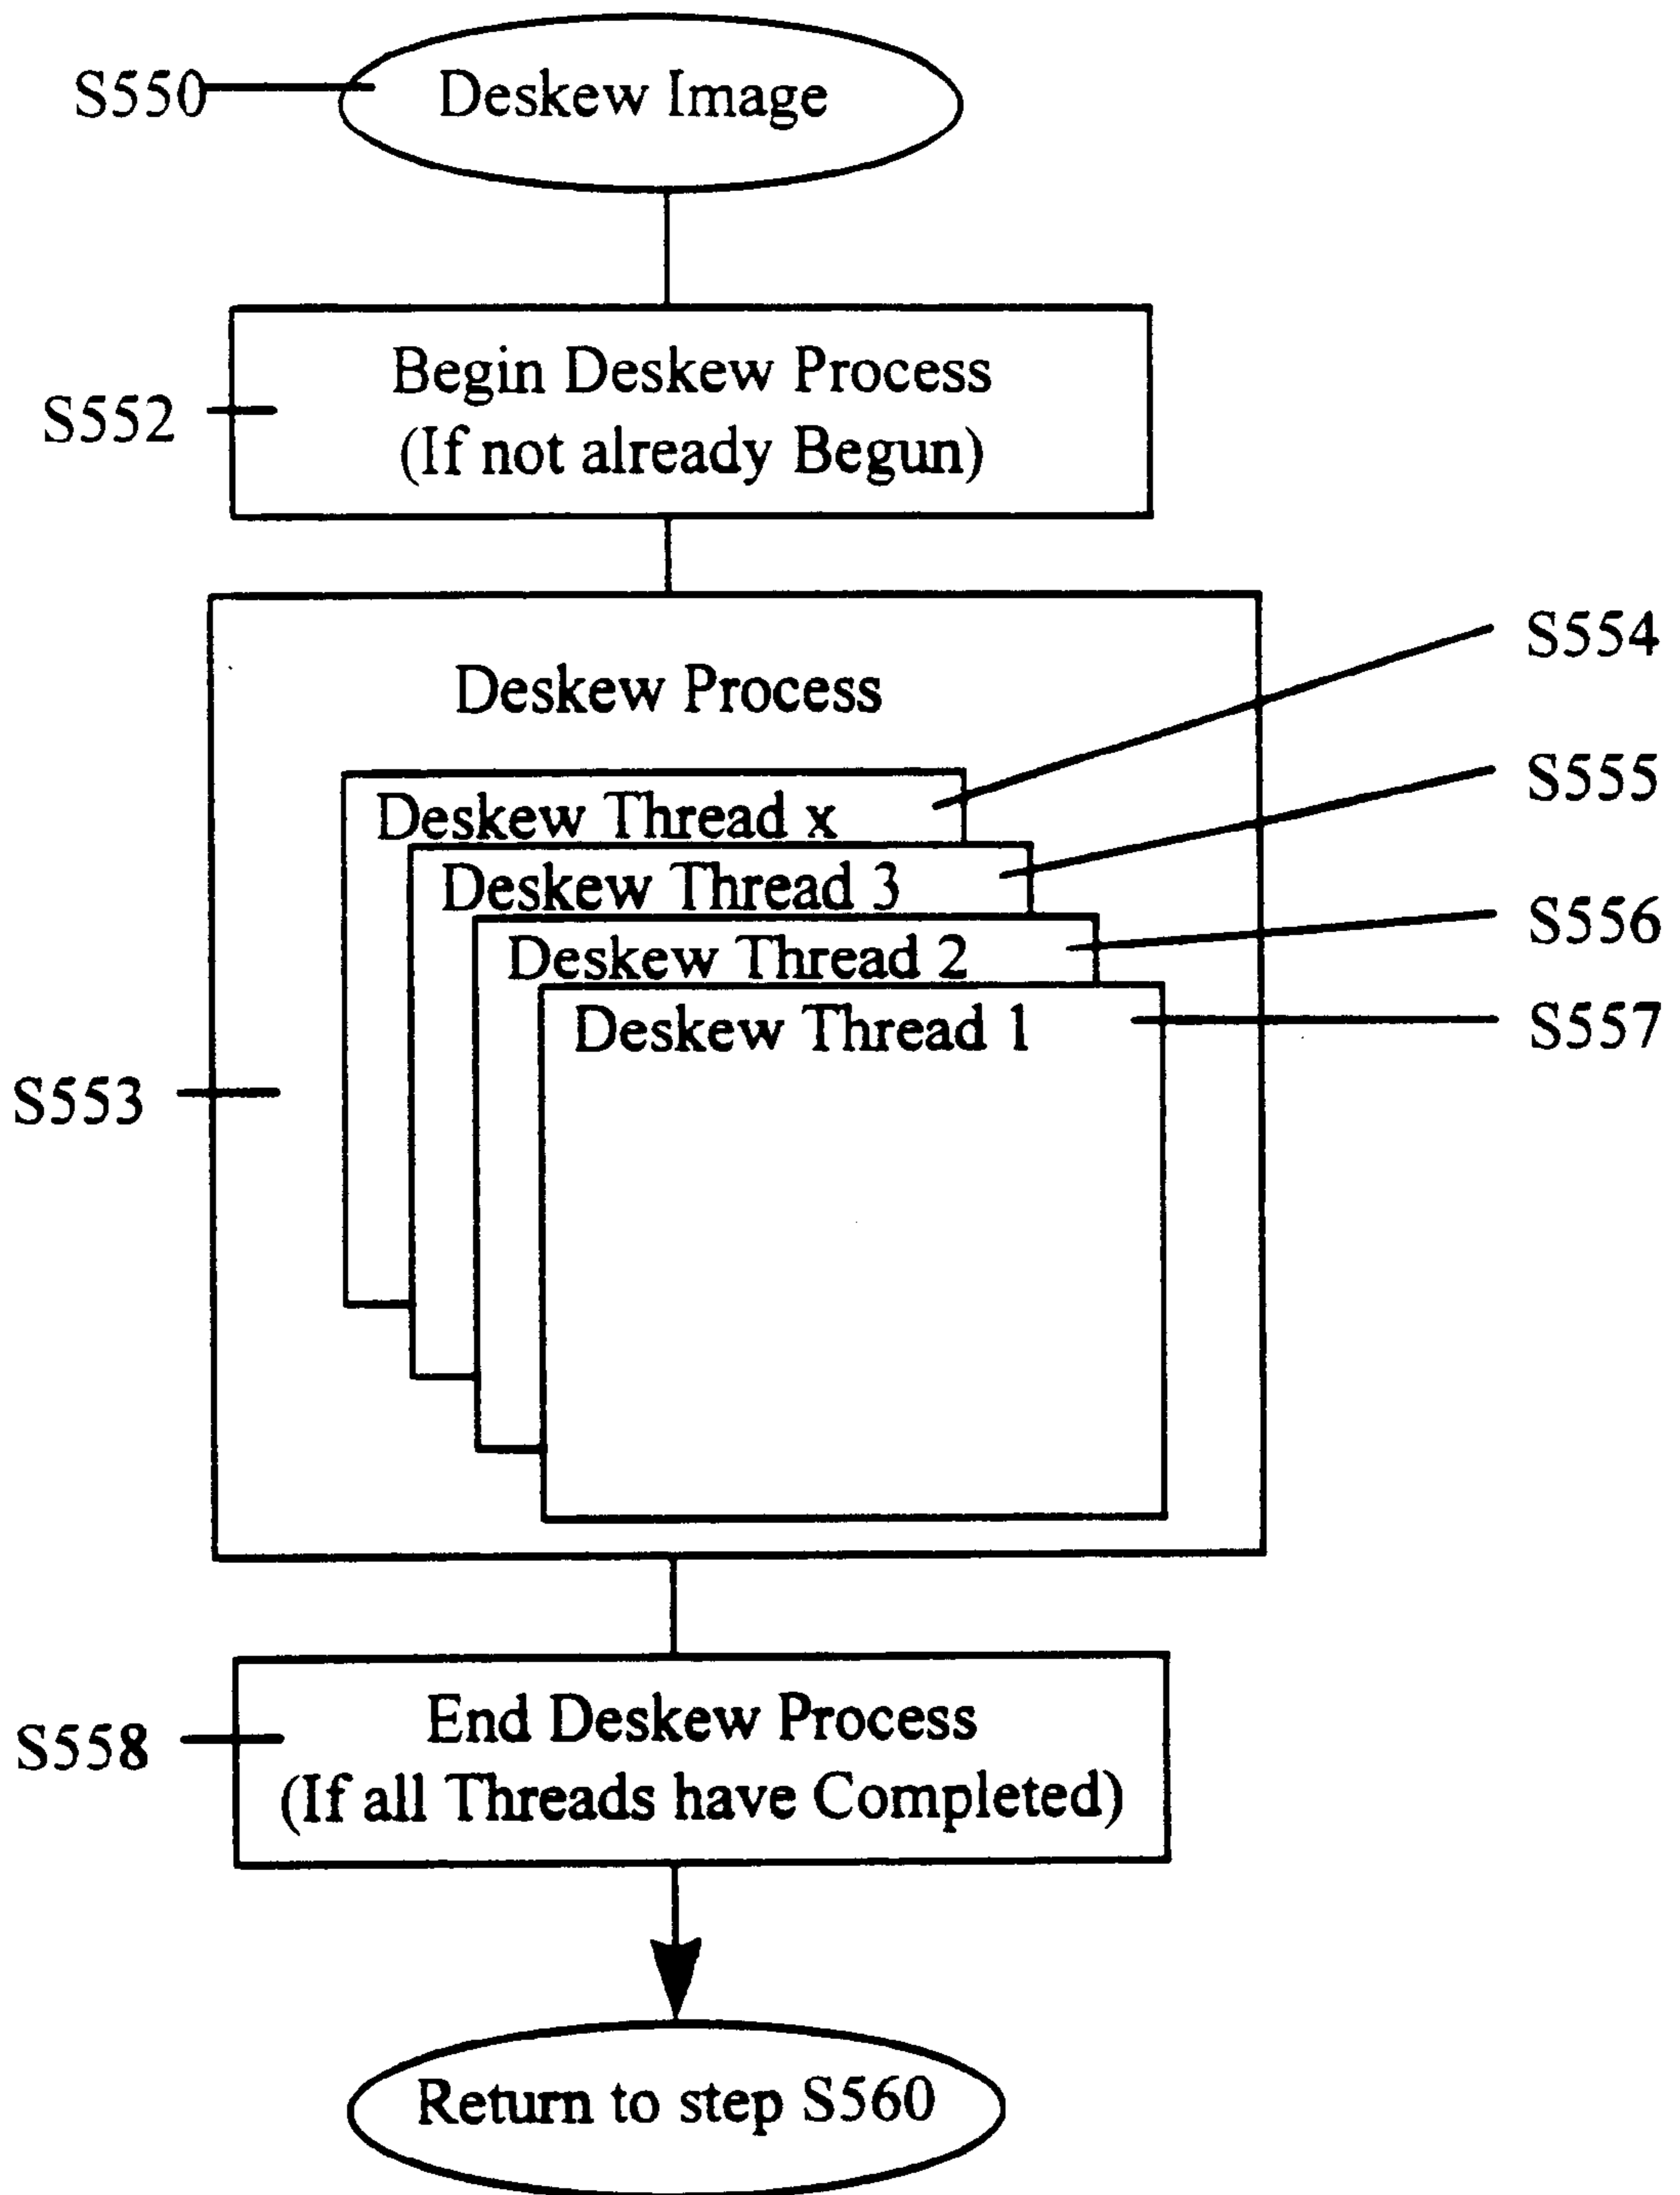 S550
Deskew Image
S552
Begin Deskew Process
(If not already Begun)
Deskew Process
S554
Deskew Thread x
S555
Deskew Thread 3
S556
Deskew Thread 2
S557
Deskew Thread 1
S553
S558
End Deskew Process
(If all Threads have Completed)
Return to step S560